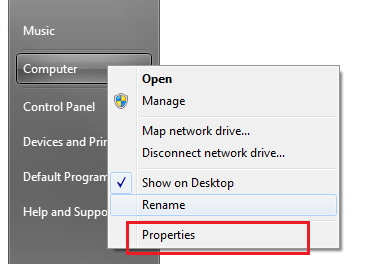 Music
Computer
Open
Manage
Control Panel
Map network drive...
Devices and Prin
Disconnect network drive...
Default Program
Show on Desktop
Rename
Help and Suppo
Properties